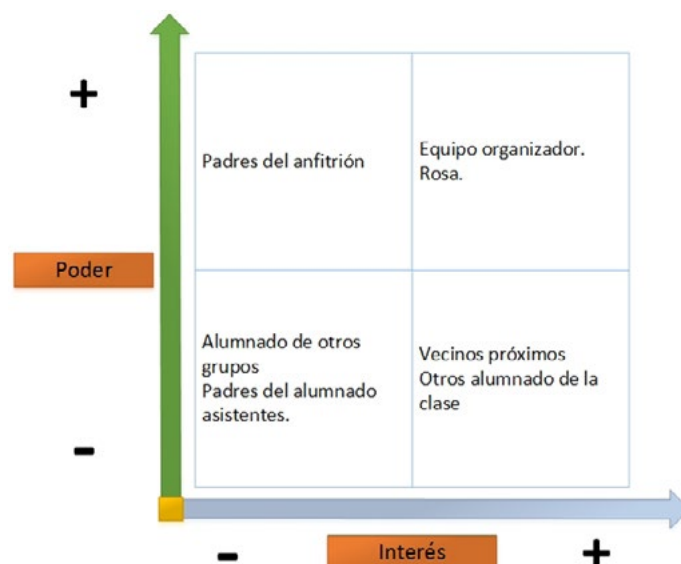 +
Padres del anfitrión
Equipo organizador.
Rosa.
Poder
Alumnado de otros
grupos
Padres del alumnado
asistentes.
Vecinos próximos
Otros alumnado de la
clase
-
-
Interés
+